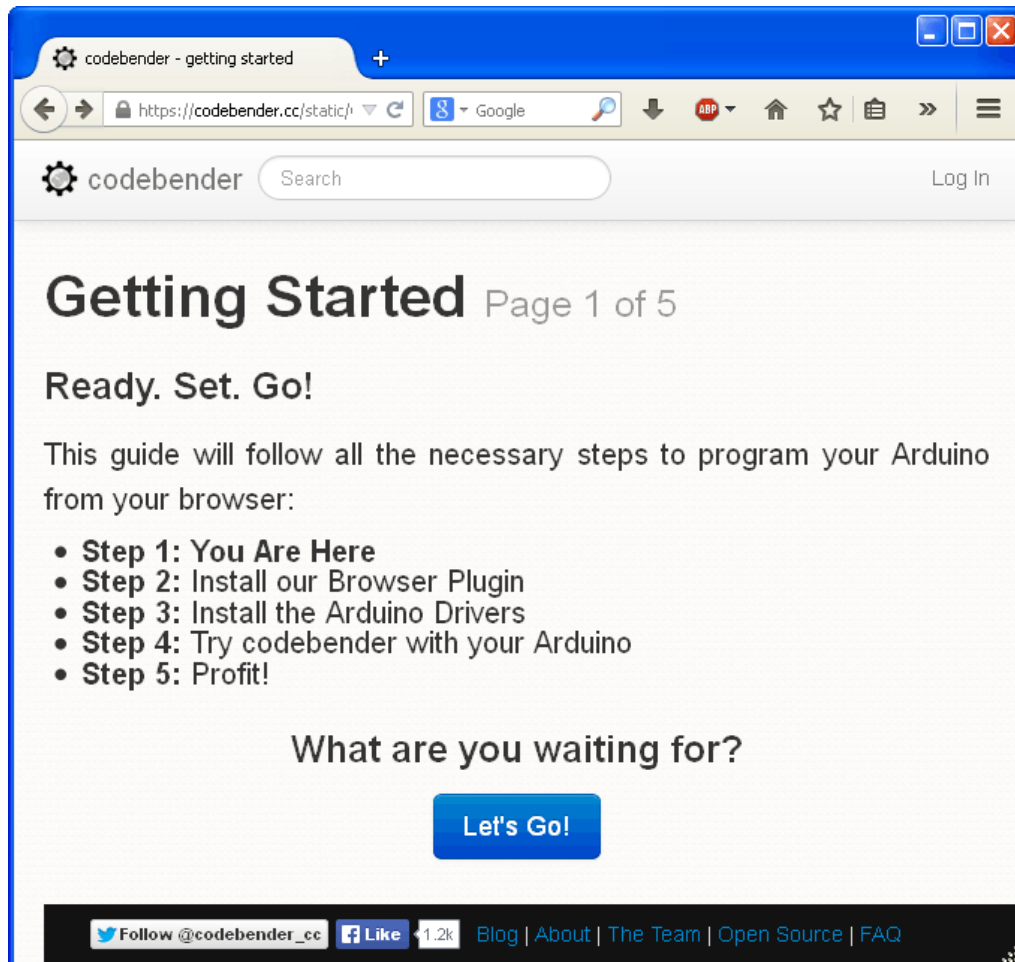 codebender - getting started
https://codebender.cc/static/
Google
ABP
codebender
Search
Log In
Getting Started Page 1 of 5
Ready. Set. Go!
This guide will follow all the necessary steps to program your Arduino
from your browser:
• Step 1: You Are Here
• Step 2: Install our Browser Plugin
• Step 3: Install the Arduino Drivers
• Step 4: Try codebender with your Arduino
• Step 5: Profit!
What are you waiting for?
Let's Go!
Follow @codebender_cc Like 1.2k Blog | About | The Team | Open Source | FAQ